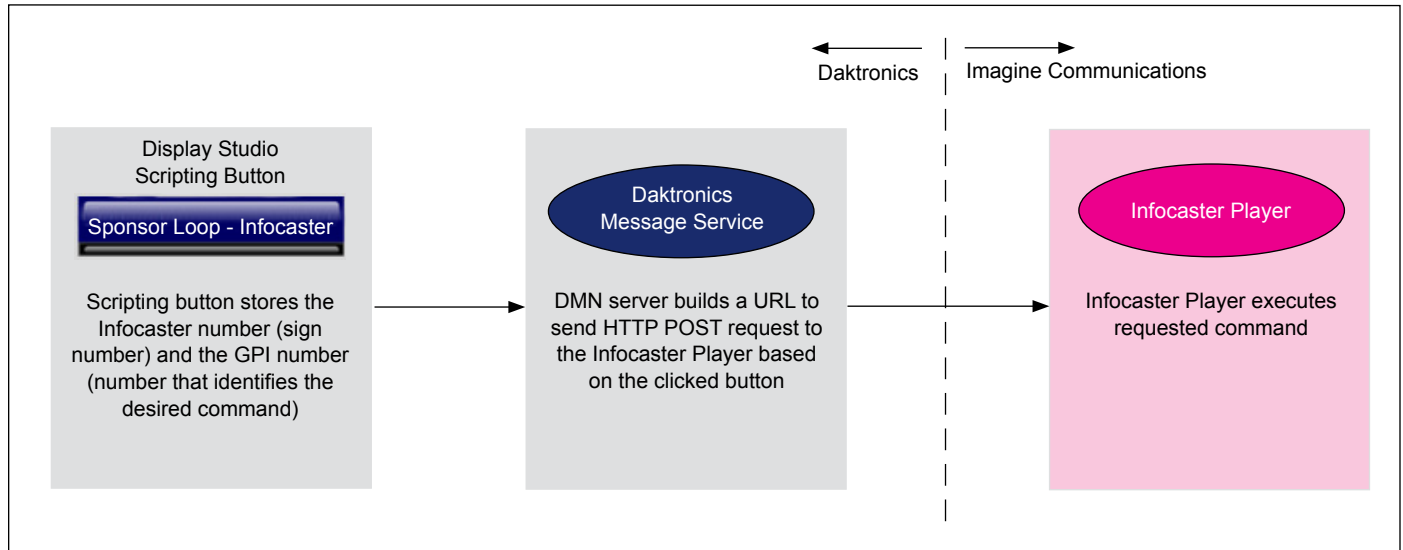 Daktronics
Imagine Communications
Display Studio
Scripting Button
Sponsor Loop - Infocaster
Scripting button stores the
Infocaster number (sign
number) and the GPI number
(number that identifies the
desired command)
Daktronics
Message Service
DMN server builds a URL to
send HTTP POST request to
the Infocaster Player based
on the clicked button
Infocaster Player
Infocaster Player executes
requested command